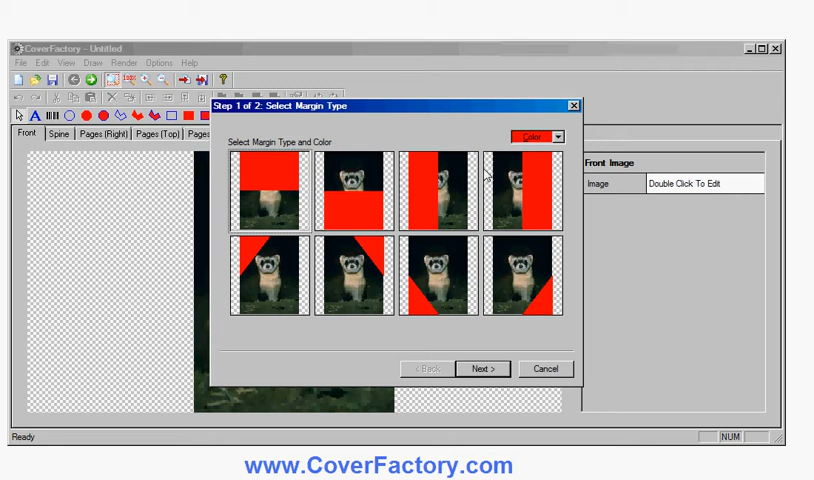 CoverFactory - Untitled
File Edit View Draw Render Options Help
100%
A
Front Spine Pages (Right) Pages (Top) Pages
Step 1 of 2: Select Margin Type
Select Margin Type and Color
Color
< Back Next > Cancel
Front Image
Image Double Click To Edit
Ready NUM
www.CoverFactory.com